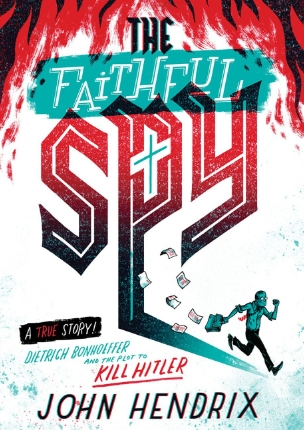 THE
FAiTHFUL
SPY
A TRUE STORY!
DIETRICH BONHOEFFER
AND THE PLOT TO
KILL HITLER
JOHN HENDRIX